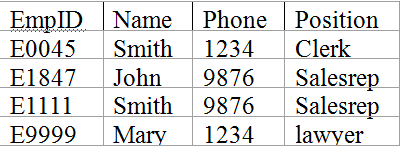 EmpID Name Phone Position
E0045 Smith 1234 Clerk
E1847 John 9876 Salesrep
E1111 Smith 9876 Salesrep
E9999 Mary 1234 lawyer